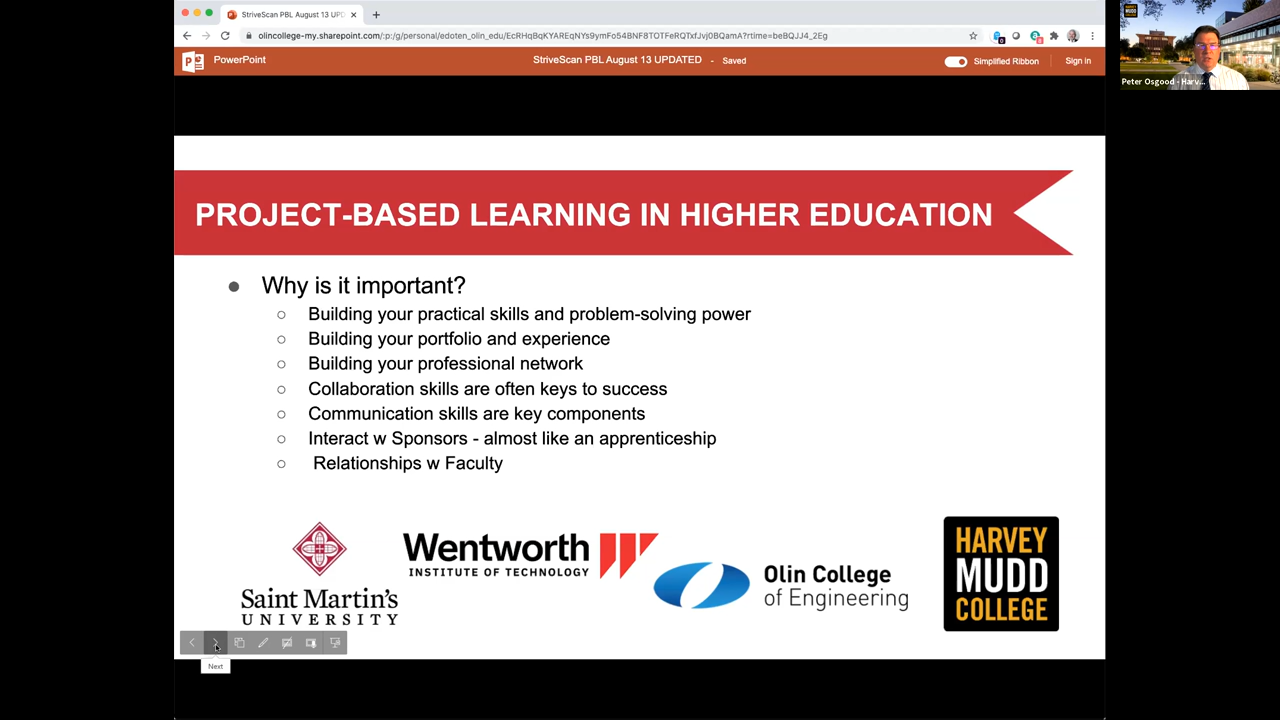 StriveScan PBL August 13 UPD
olincollege-my.sharepoint.com/:p:/g/personal/edoten_olin_edu/EcRHqBqKYAREqNYs9ymFo54BNF8TOTFeRQTxfJvj0BQamA?rtime=beBQJJ4_2Eg
PowerPoint
StriveScan PBL August 13 UPDATED - Saved
Simplified Ribbon
Sign in
HARVEY
MUDD
COLLEGE
Peter Osgood - Harv...
PROJECT-BASED LEARNING IN HIGHER EDUCATION
Why is it important?
Building your practical skills and problem-solving power
Building your portfolio and experience
Building your professional network
Collaboration skills are often keys to success
Communication skills are key components
Interact w Sponsors - almost like an apprenticeship
Relationships w Faculty
Saint Martin's
UNIVERSITY
Wentworth
INSTITUTE OF TECHNOLOGY
Olin College
of Engineering
HARVEY
MUDD
COLLEGE
Next